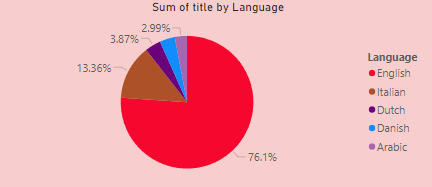 Sum of title by Language
2.99%
3.87%
13.36%
76.1%
Language
English
Italian
Dutch
Danish
Arabic